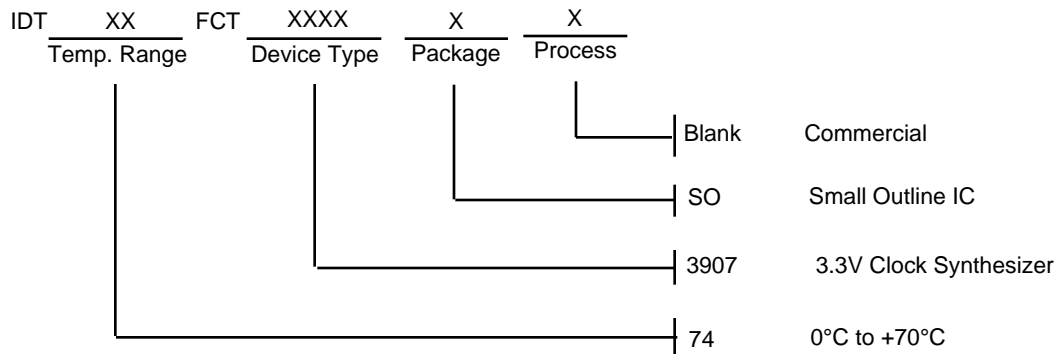 IDT XX FCT XXXX X X
Temp. Range Device Type Package Process
Blank Commercial
SO Small Outline IC
3907 3.3V Clock Synthesizer
74 0°C to +70°C